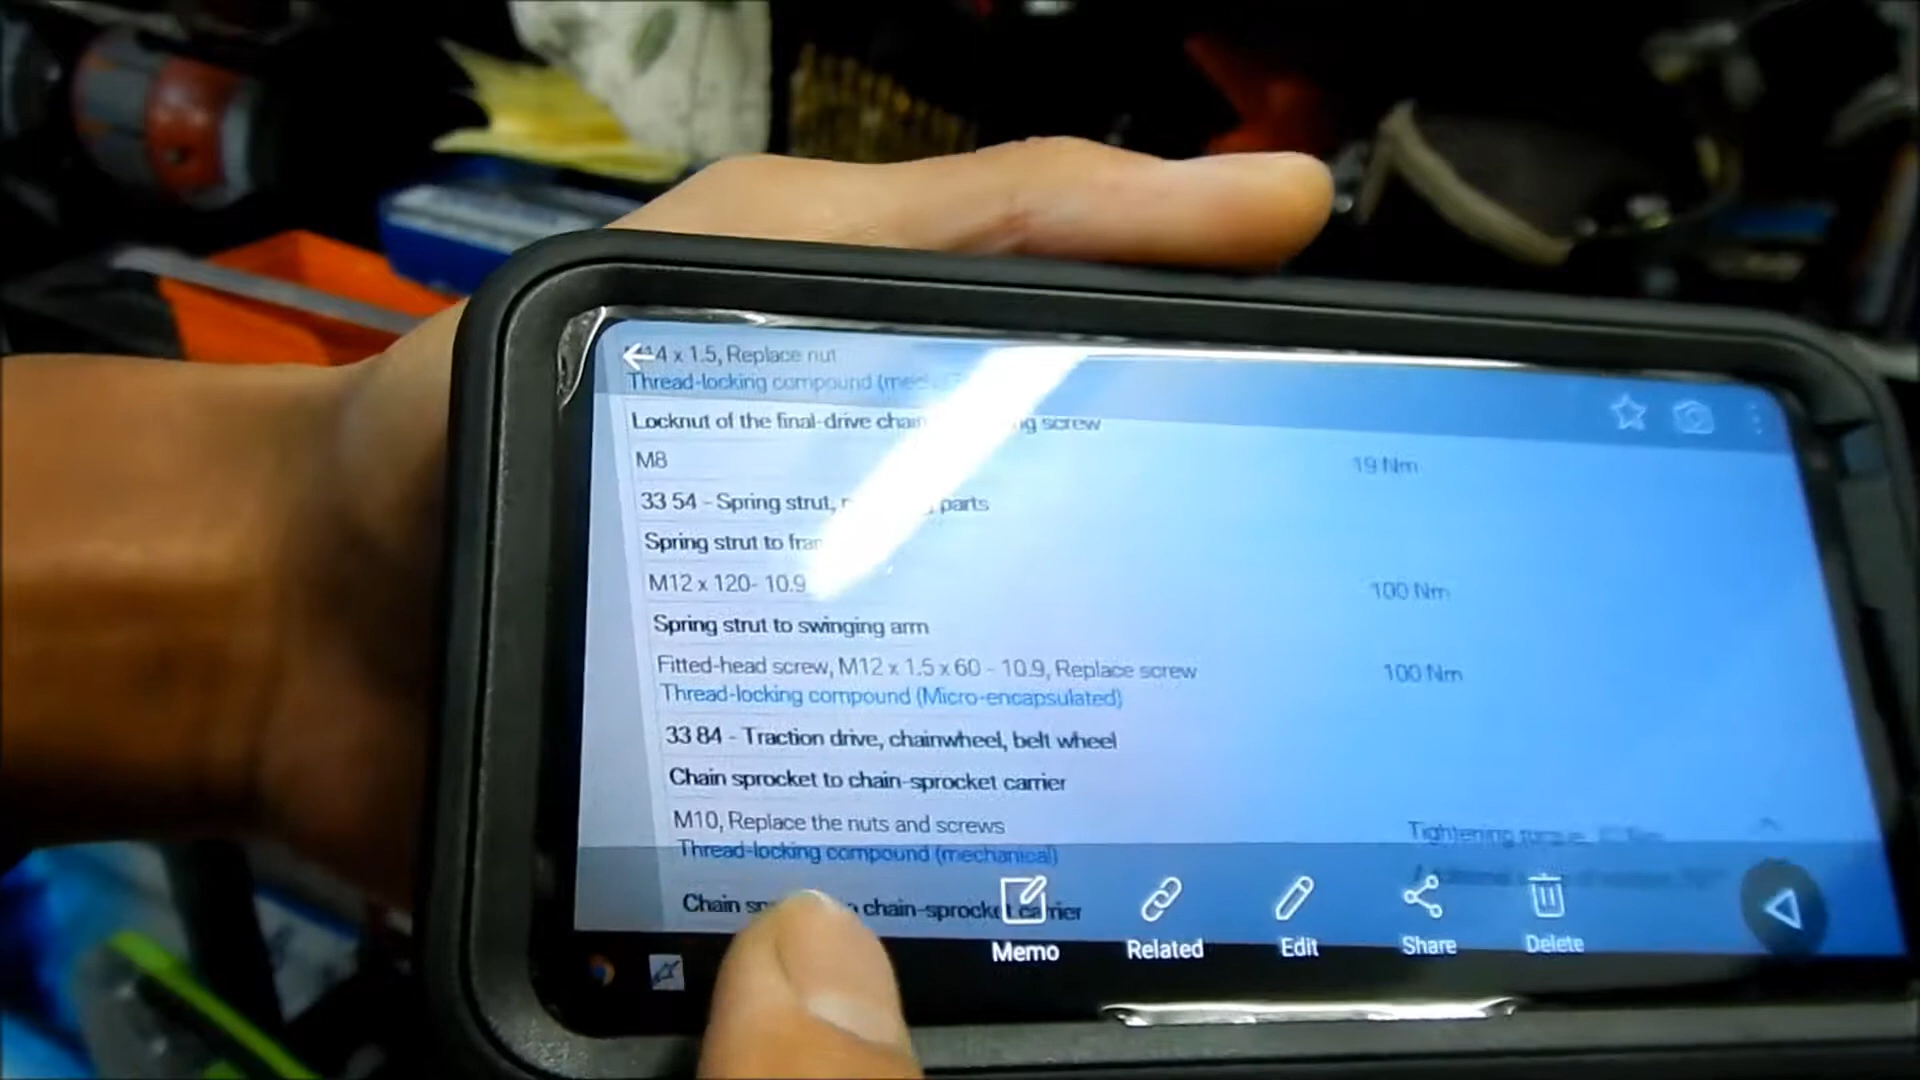 14 x 1.5, Replace nut
Thread-locking compound
Locknut of the final-drive screw
M8
19 Nm
33 54 - Spring strut, parts
Spring strut to
M12 x 120- 10.9
100 Nm
Spring strut to swinging arm
Fitted-head screw, M12 x 1.5 x 60 - 10.9, Replace screw
100 Nm
Thread-locking compound (Micro-encapsulated)
33 84 - Traction drive, chainwheel, belt wheel
Chain sprocket to chain-sprocket carrier
M10, Replace the nuts and screws
Tightening torque,
Thread-locking compound (mechanical)
Chain chain-sprocket carrier
Memo
Related
Edit
Share
Delete